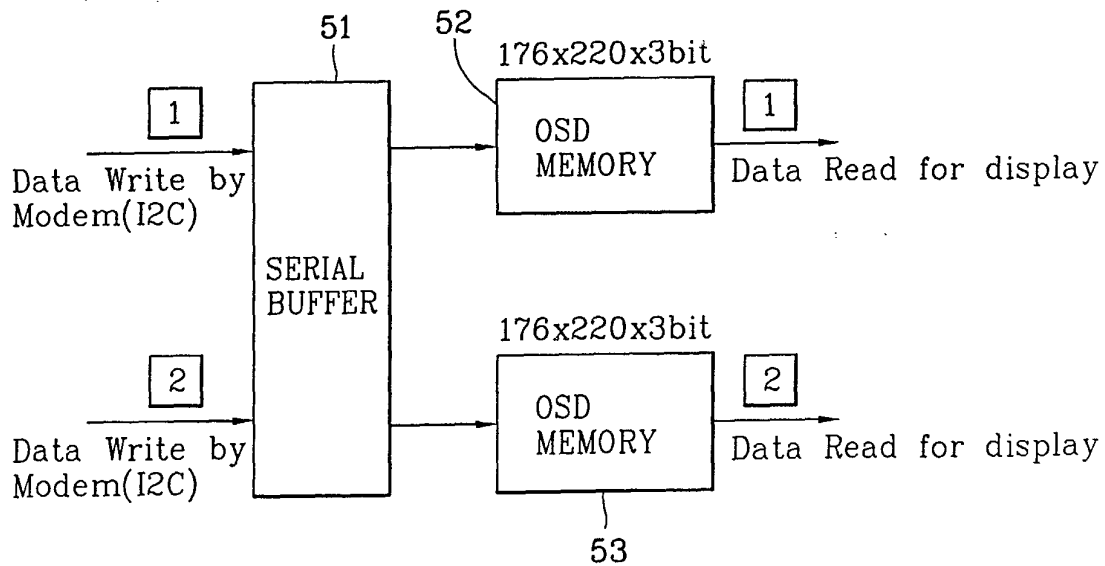 51
52
176x220x3bit
1
OSD
MEMORY
1
Data Write by
Modem(I2C)
Data Read for display
SERIAL
BUFFER
176x220x3bit
2
OSD
MEMORY
2
Data Write by
Modem(I2C)
Data Read for display
53